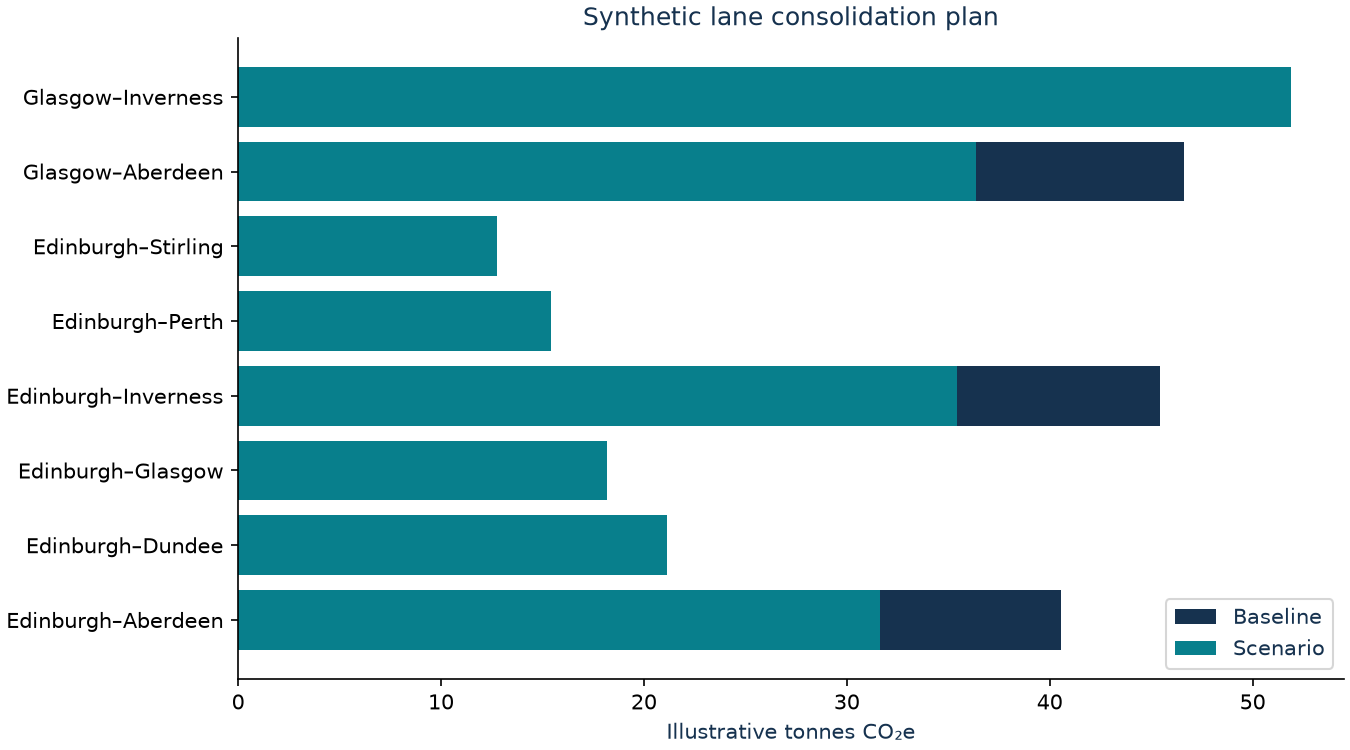 Synthetic lane consolidation plan
Glasgow–Inverness
Glasgow–Aberdeen
Edinburgh–Stirling
Edinburgh–Perth
Edinburgh–Inverness
Edinburgh–Glasgow
Edinburgh–Dundee
Edinburgh–Aberdeen
Baseline
Scenario
0 10 20 30 40 50
Illustrative tonnes CO₂e